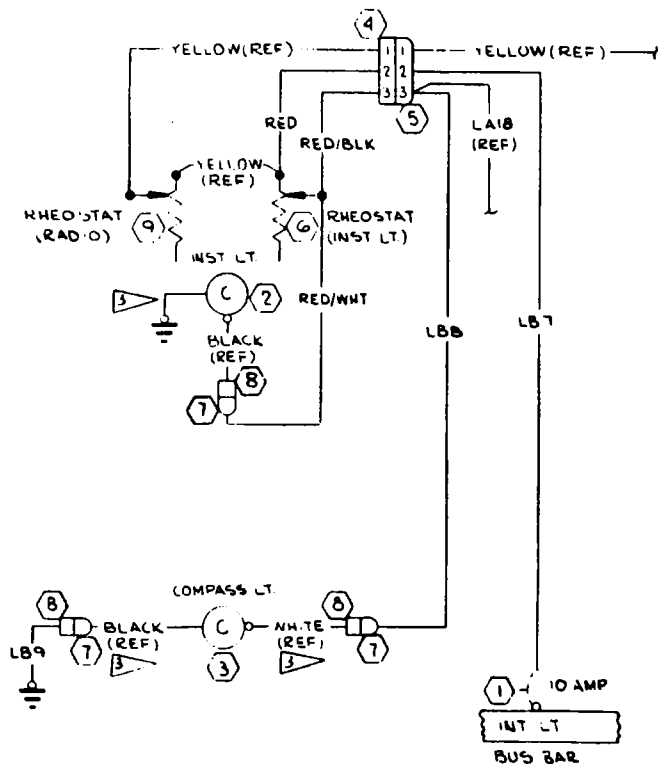 4
YELLOW (REF)
1 1
YELLOW (REF)
2 2
3 3
5
RED
RED/BLK
LA18
(REF)
YELLOW
(REF)
RHEOSTAT
(RADIO)
9
6
RHEOSTAT
(INST LT.)
INST LT.
3
C
2
RED/WHT
BLACK
(REF)
LB8
LB7
8
7
COMPASS LT.
8
BLACK
(REF)
C
WHITE
(REF)
8
LB9
7
3
3
3
7
1
10 AMP
INT LT
BUS BAR